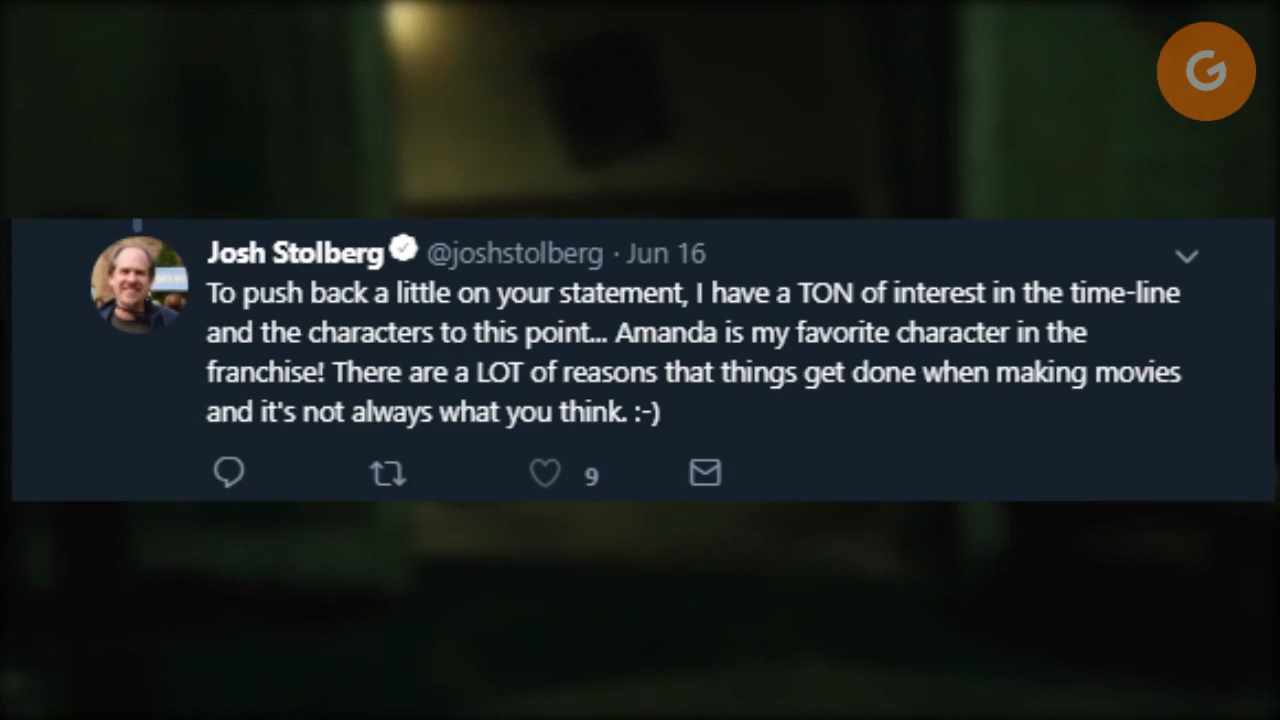 G
Josh Stolberg @joshstolberg · Jun 16
To push back a little on your statement, I have a TON of interest in the time-line
and the characters to this point... Amanda is my favorite character in the
franchise! There are a LOT of reasons that things get done when making movies
and it's not always what you think. :-)
9